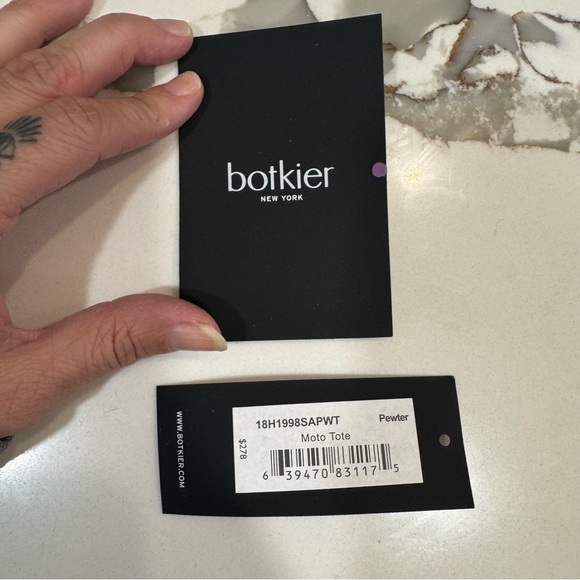 botkier
NEW YORK
WWW.BOTKIER.COM
$278
18H1998SAPWT Pewter
Moto Tote
6 39470 83117 5